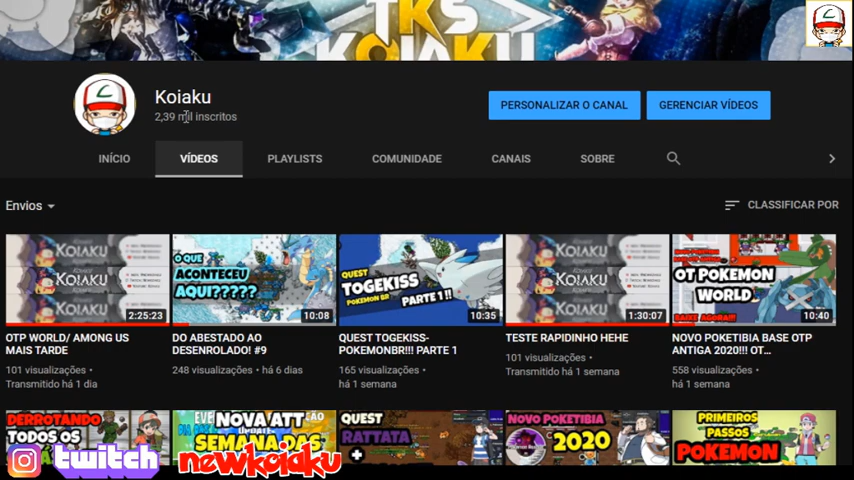 TKS
KOIAKU
Koiaku
2,39 mil inscritos
PERSONALIZAR O CANAL
GERENCIAR VÍDEOS
INÍCIO
VÍDEOS
PLAYLISTS
COMUNIDADE
CANAIS
SOBRE
Envios
CLASSIFICAR POR
KOIAKU
2:25:23
O QUE
ACONTECEU
AQUI?????
10:08
QUEST
TOGEKISS
POKEMON BR
PARTE 1 !!
10:35
KOIAKU
1:30:07
OT POKEMON
WORLD
BAIXE AGORA!!!
10:40
OTP WORLD/ AMONG US
MAIS TARDE
101 visualizações
Transmitido há 1 dia
DO ABESTADO AO
DESENROLADO! #9
248 visualizações • há 6 dias
QUEST TOGEKISS-
POKEMONBR!!! PARTE 1
165 visualizações
há 1 semana
TESTE RAPIDINHO HEHE
101 visualizações
Transmitido há 1 semana
NOVO POKETIBIA BASE OTP
ANTIGA 2020!!! OT…
558 visualizações
há 1 semana
DERROTANDO
TODOS OS
NOVA ATT
SEMANA DAS
QUEST
RATTATA
NOVO POKETIBIA
2020
PRIMEIROS
PASSOS
POKEMON
twitch
newkoiaku